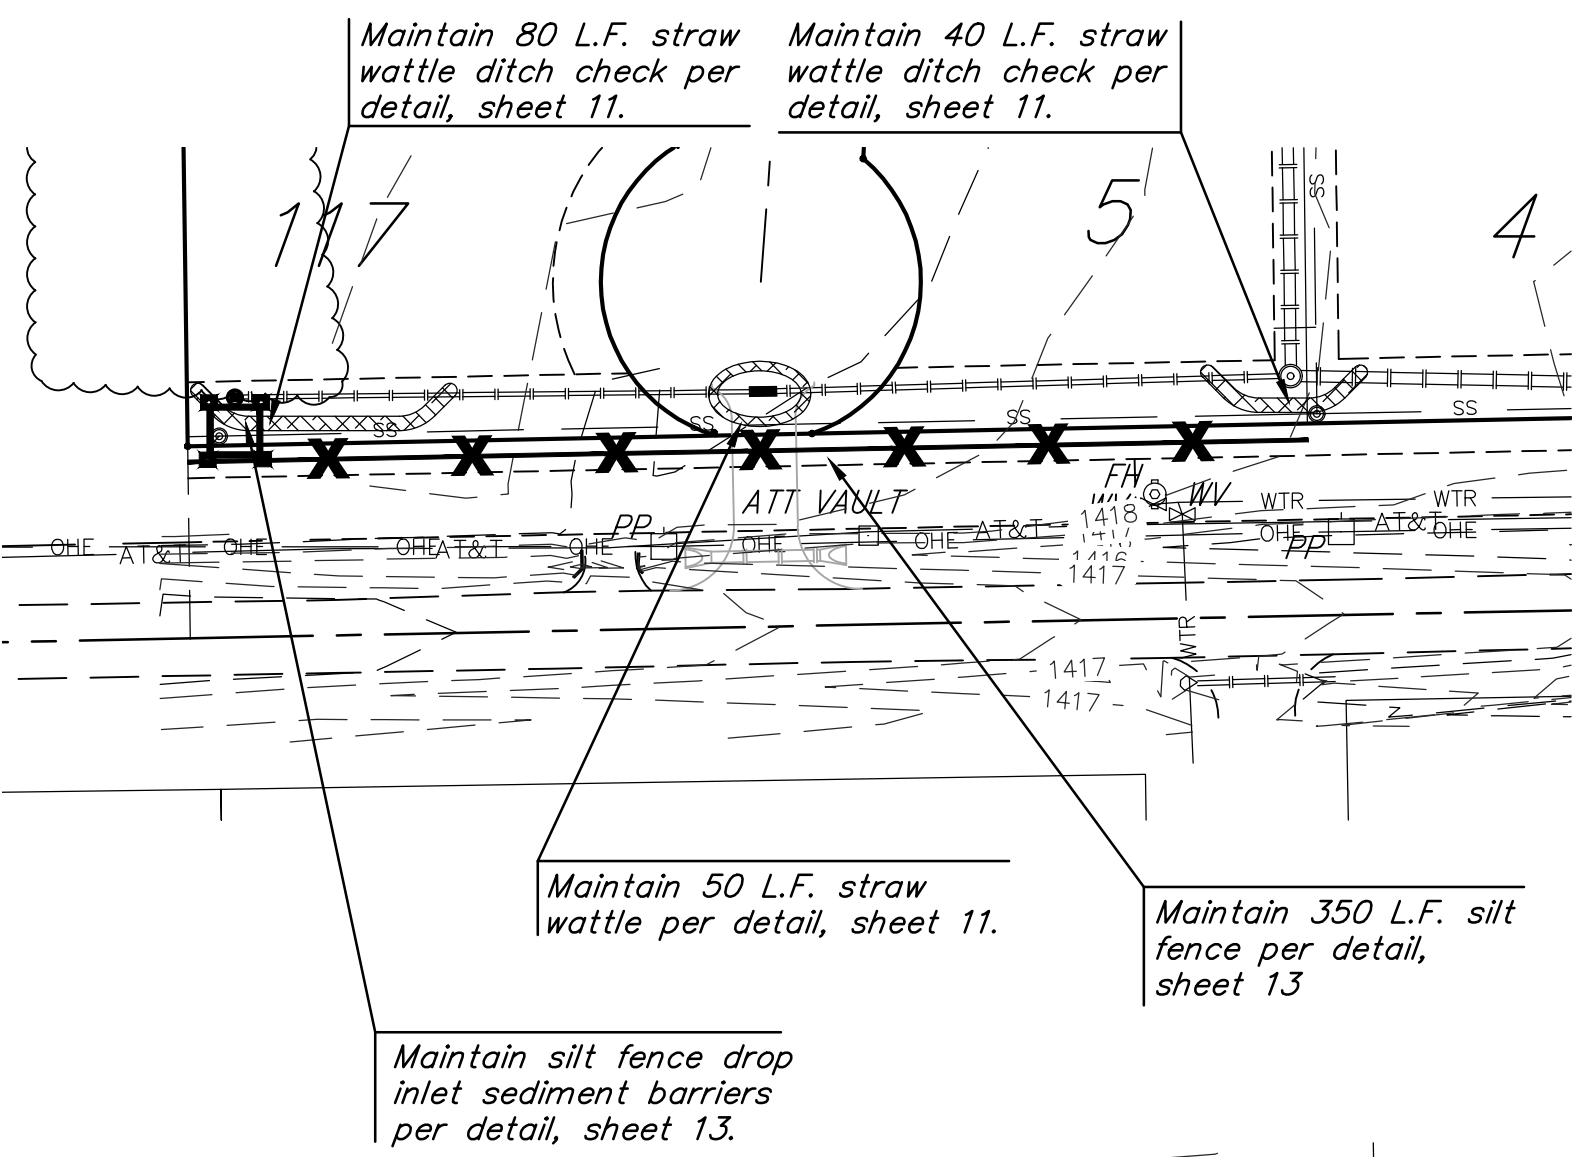 Maintain 80 L.F. straw
wattle ditch check per
detail, sheet 11.
Maintain 40 L.F. straw
wattle ditch check per
detail, sheet 11.
117
5
4
SS
SS
SS
SS
SS
FH
WV
ATT VAULT
WTR
WTR
PP
1418
1417
1416
1417
OHE
AT&T
OHE
OHE
AT&T
OHE
OHE
OHE
AT&T
OHE
PP
AT&T
OHE
WTR
1417
1417
Maintain 50 L.F. straw
wattle per detail, sheet 11.
Maintain 350 L.F. silt
fence per detail,
sheet 13
Maintain silt fence drop
inlet sediment barriers
per detail, sheet 13.